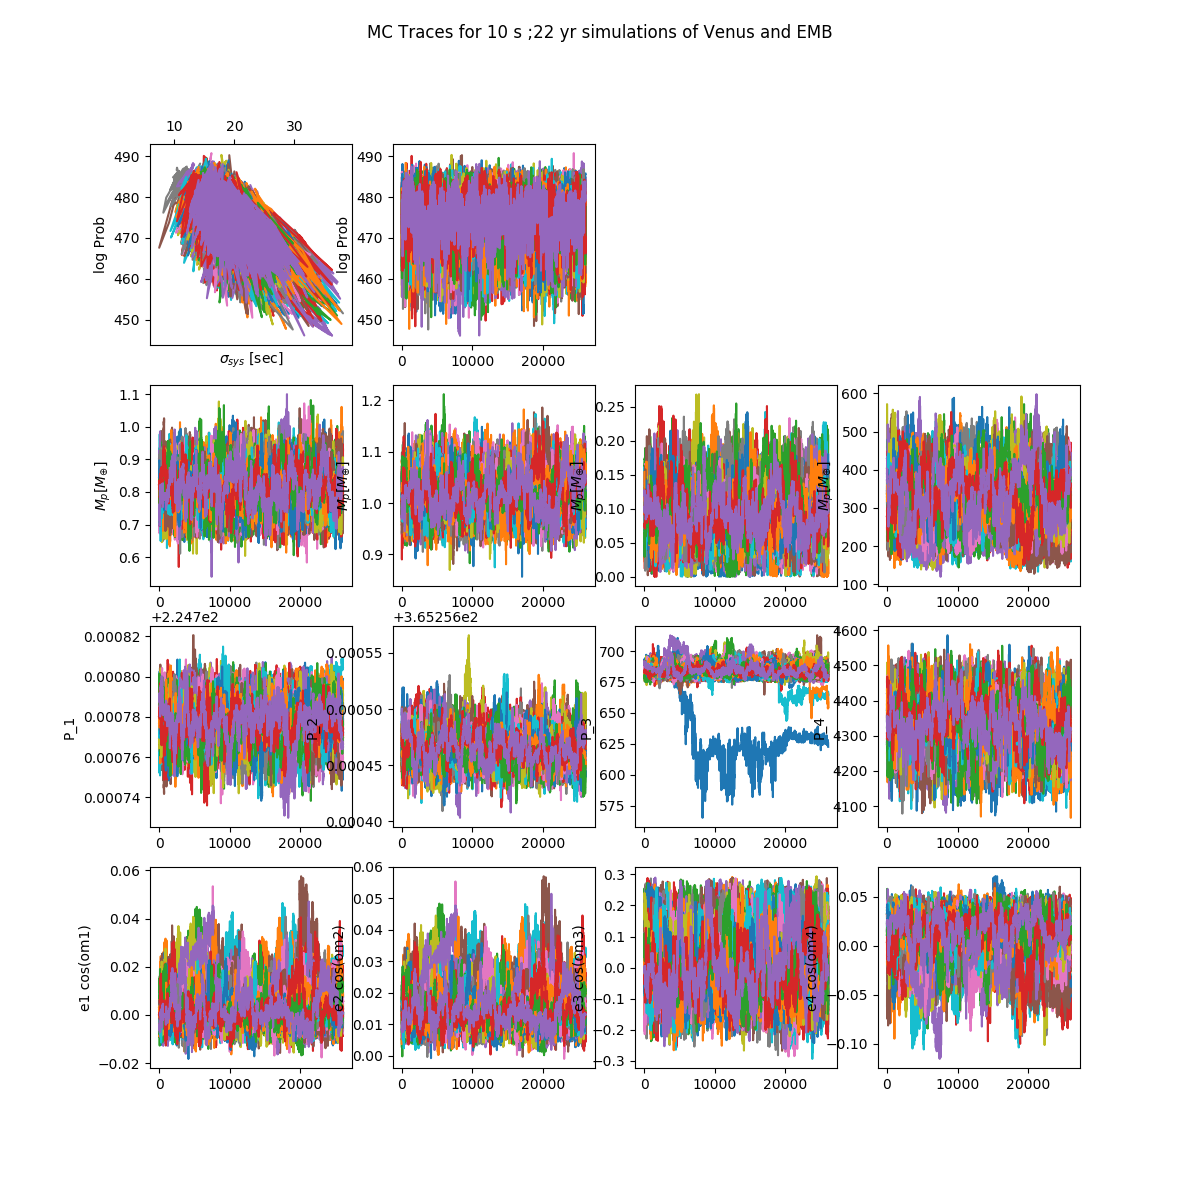 MC Traces for 10 s ;22 yr simulations of Venus and EMB
10 20 30
490
480
470
460
450
log Prob
σ_sys [sec]
490
480
470
460
450
log Prob
0 10000 20000
1.1
1.0
0.9
0.8
0.7
0.6
M_p[M_⊕]
0 10000 20000
1.2
1.1
1.0
0.9
M_p[M_⊕]
0 10000 20000
0.25
0.20
0.15
0.10
0.05
0.00
M_p[M_⊕]
0 10000 20000
600
500
400
300
200
100
M_p[M_⊕]
0 10000 20000
+2.247e2
0.00082
0.00080
0.00078
0.00076
0.00074
P_1
0 10000 20000
+3.65256e2
0.00055
0.00050
0.00045
0.00040
P_2
0 10000 20000
700
675
650
625
600
575
P_3
0 10000 20000
4600
4500
4400
4300
4200
4100
P_4
0 10000 20000
0.06
0.04
0.02
0.00
−0.02
e1 cos(om1)
0 10000 20000
0.06
0.05
0.04
0.03
0.02
0.01
0.00
e2 cos(om2)
0 10000 20000
0.3
0.2
0.1
0.0
−0.1
−0.2
−0.3
e3 cos(om3)
0 10000 20000
0.05
0.00
−0.05
−0.10
e4 cos(om4)
0 10000 20000